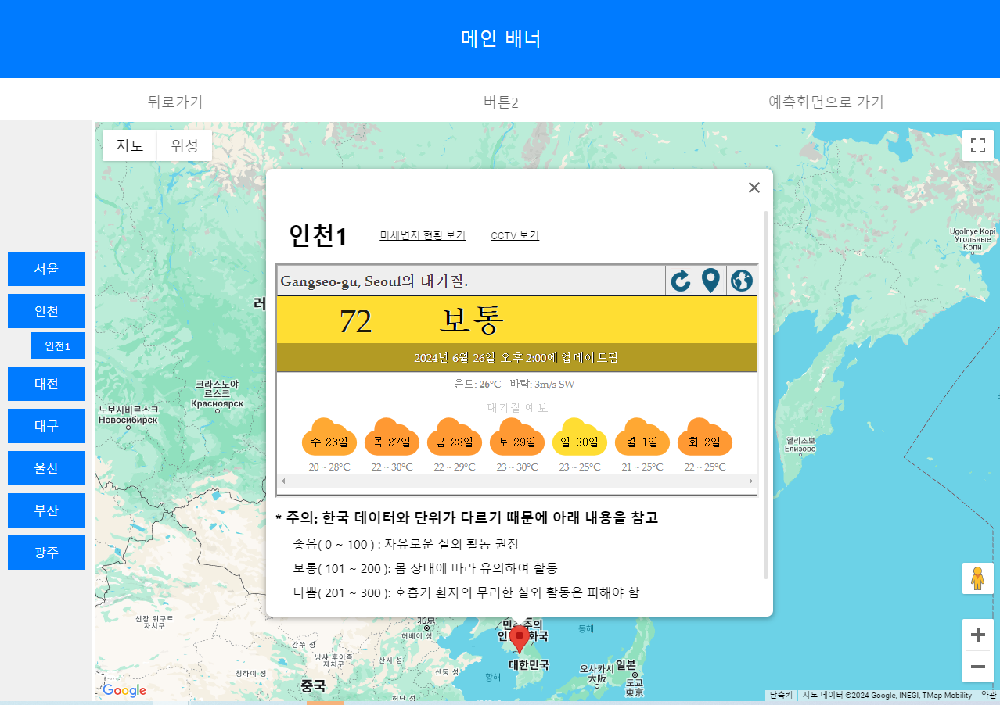 메인 배너
뒤로가기
버튼2
예측화면으로 가기
지도
위성
서울
인천
인천1
대전
대구
울산
부산
광주
인천1
미세먼지 현황 보기
CCTV 보기
Gangseo-gu, Seoul의 대기질.
72
보통
2024년 6월 26일 오후 2:00에 업데이트됨
온도: 26°C - 바람: 3m/s SW -
대기질 예보
수 26일
목 27일
금 28일
토 29일
일 30일
월 1일
화 2일
20 ~ 28°C
22 ~ 30°C
22 ~ 29°C
23 ~ 30°C
23 ~ 25°C
21 ~ 25°C
22 ~ 25°C
* 주의: 한국 데이터와 단위가 다르기 때문에 아래 내용을 참고
좋음( 0 ~ 100 ) : 자유로운 실외 활동 권장
보통( 101 ~ 200 ): 몸 상태에 따라 유의하여 활동
나쁨( 201 ~ 300 ): 호흡기 환자의 무리한 실외 활동은 피해야 함
Ugolnye Kopi
Угольные
Копи
크라스노야
르스크
Красноярск
노보시비르스크
Новосибирск
옐리조보
Елизово
신장 위구르
자치구
北京
허베이 성
동해
간쑤 성
닝샤 후이족
자치구
산시 성
산둥 성
칭하이 성
황해
대한민국
오사카시
大阪
일본
도쿄
東京
중국
허난 성
Google
단축키
지도 데이터 ©2024 Google, INEGI, TMap Mobility
약관